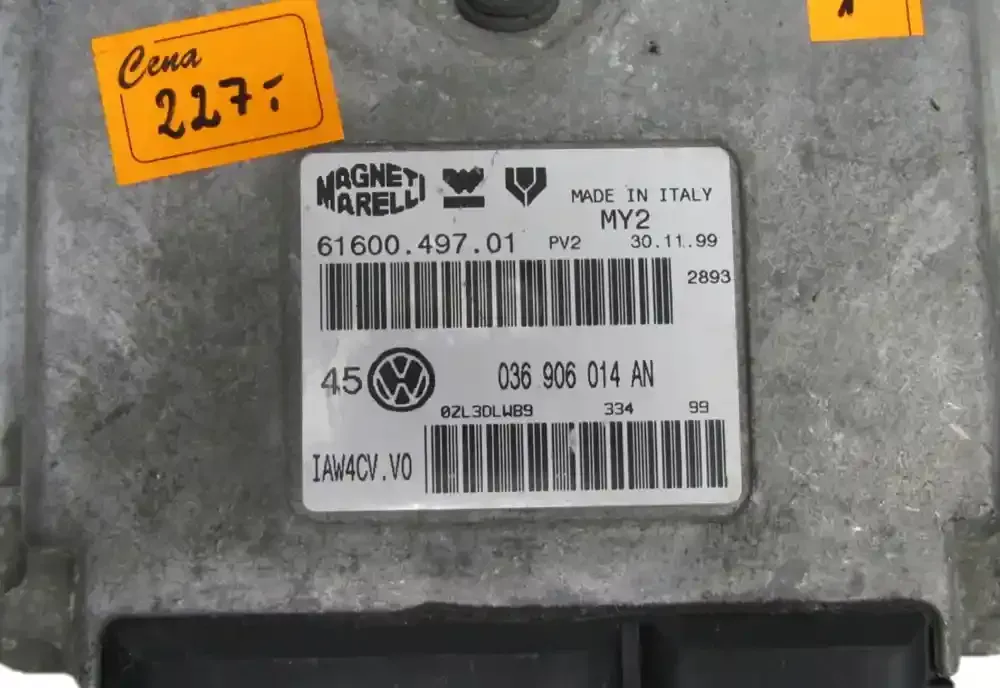 Cena
227.-
MAGNETI
MARELLI
MADE IN ITALY
MY2
61600.497.01 PV2 30.11.99
2893
45 036 906 014 AN
0ZL3DLWB9 334 99
IAW4CV.V0